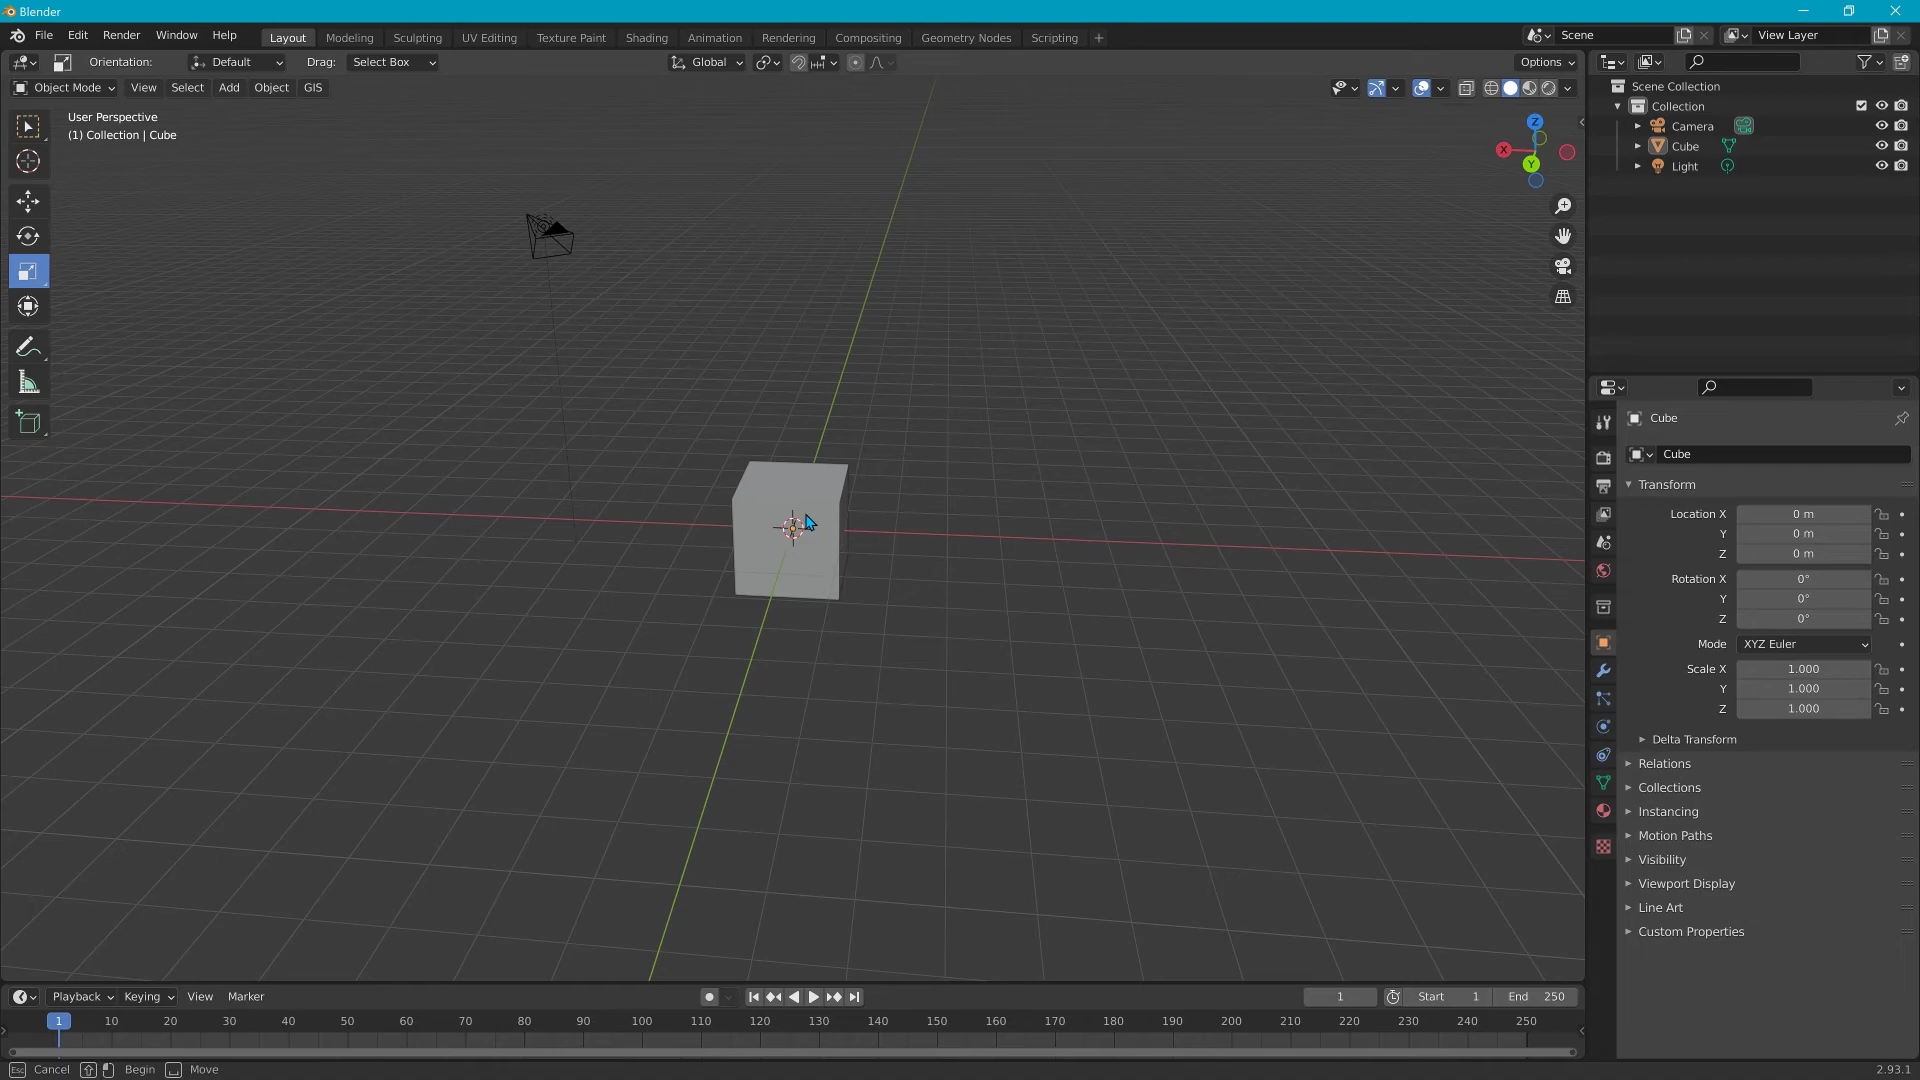 Blender
File Edit Render Window Help
Layout Modeling Sculpting UV Editing Texture Paint Shading Animation Rendering Compositing Geometry Nodes Scripting +
Scene
View Layer
Orientation: Default Drag: Select Box
Global
Options
Object Mode View Select Add Object GIS
User Perspective
(1) Collection | Cube
Z
X
Y
Scene Collection
Collection
Camera
Cube
Light
Cube
Cube
Transform
Location X 0 m
Y 0 m
Z 0 m
Rotation X 0°
Y 0°
Z 0°
Mode XYZ Euler
Scale X 1.000
Y 1.000
Z 1.000
Delta Transform
Relations
Collections
Instancing
Motion Paths
Visibility
Viewport Display
Line Art
Custom Properties
Playback Keying View Marker
1 Start 1 End 250
1 10 20 30 40 50 60 70 80 90 100 110 120 130 140 150 160 170 180 190 200 210 220 230 240 250
Esc Cancel Begin Move
2.93.1